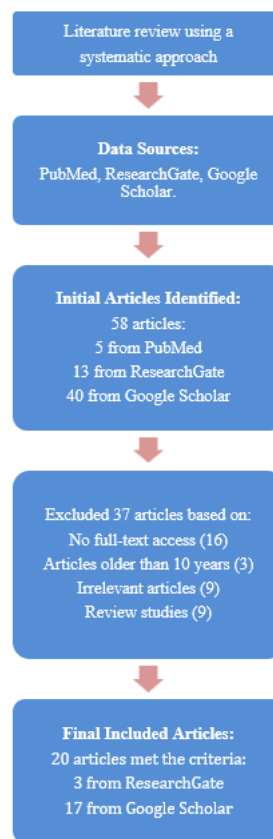 Literature review using a
systematic approach
Data Sources:
PubMed, ResearchGate, Google
Scholar.
Initial Articles Identified:
58 articles:
5 from PubMed
13 from ResearchGate
40 from Google Scholar
Excluded 37 articles based on:
No full-text access (16)
Articles older than 10 years (3)
Irrelevant articles (9)
Review studies (9)
Final Included Articles:
20 articles met the criteria:
3 from ResearchGate
17 from Google Scholar